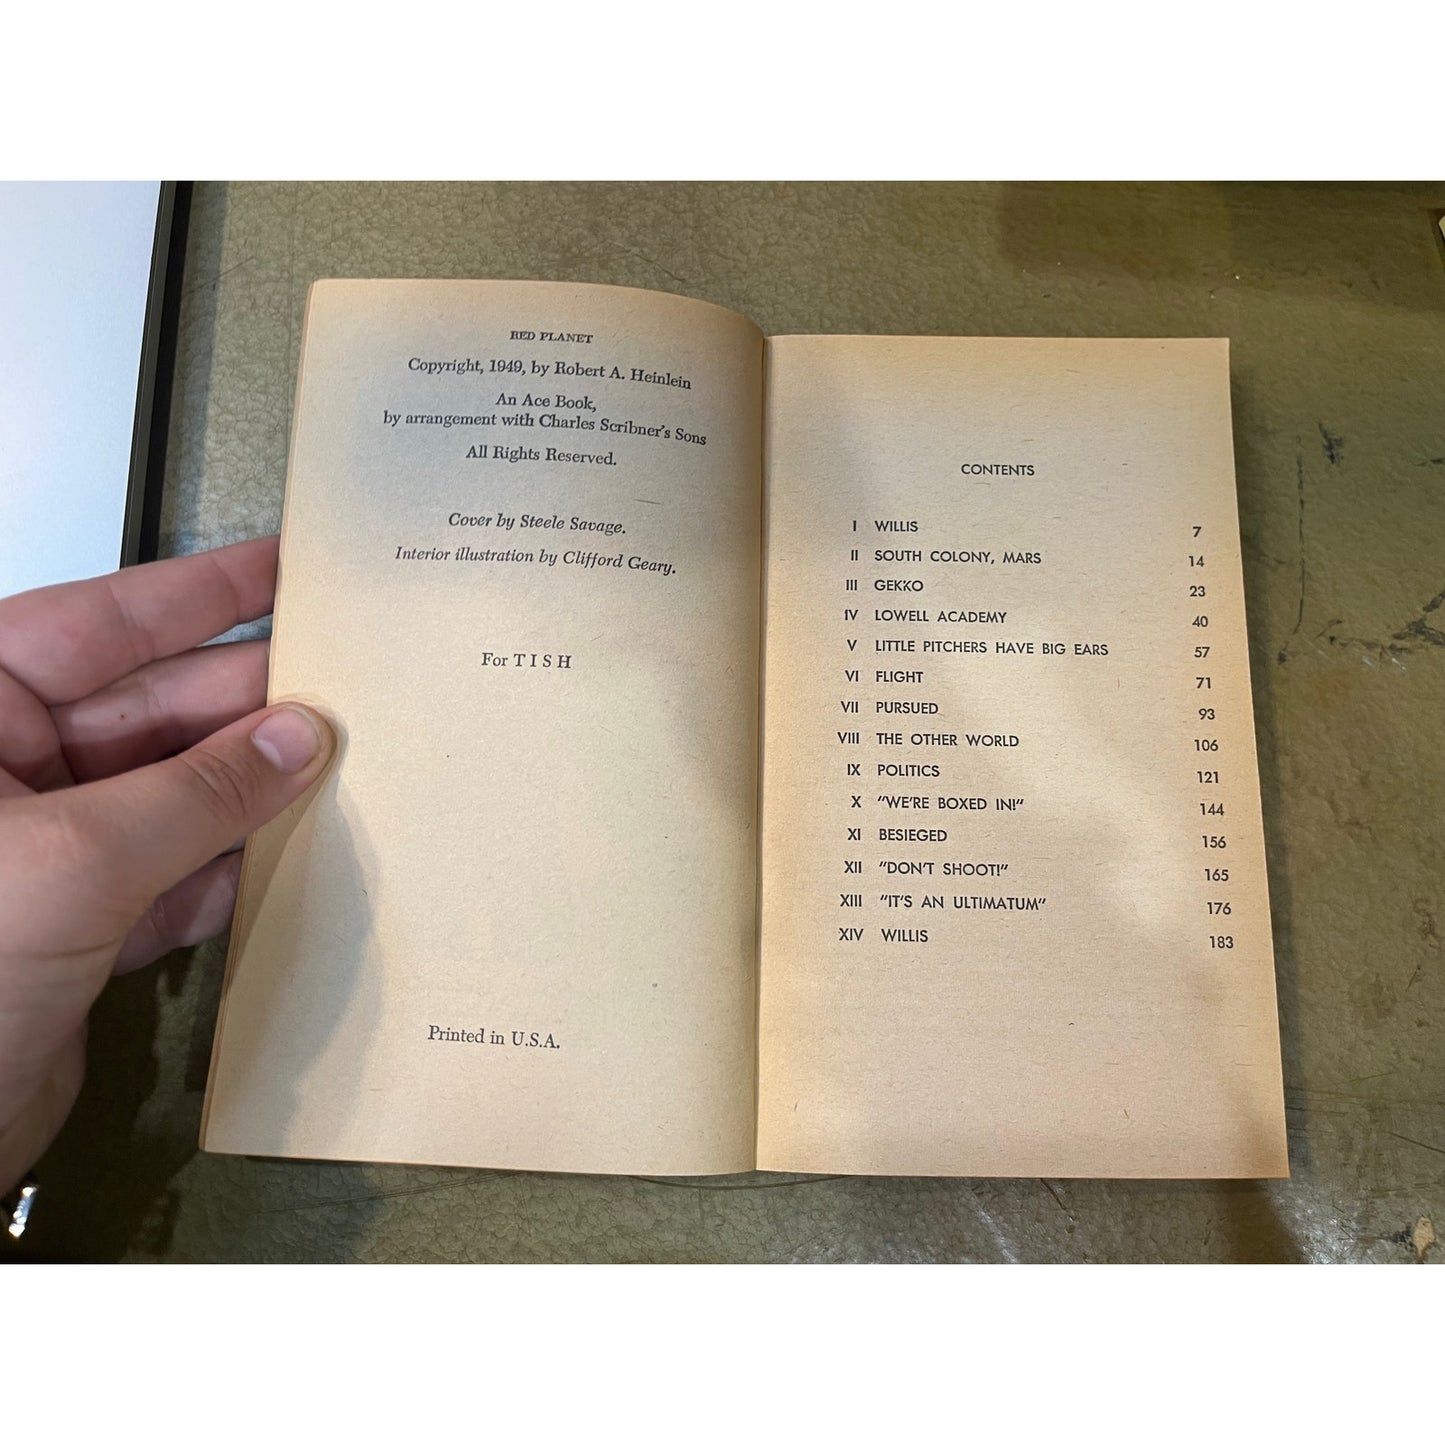 RED PLANET
Copyright, 1949, by Robert A. Heinlein
An Ace Book,
by arrangement with Charles Scribner's Sons
All Rights Reserved.
Cover by Steele Savage.
Interior illustration by Clifford Geary.
For T I S H
Printed in U.S.A.
CONTENTS
I WILLIS 7
II SOUTH COLONY, MARS 14
III GEKKO 23
IV LOWELL ACADEMY 40
V LITTLE PITCHERS HAVE BIG EARS 57
VI FLIGHT 71
VII PURSUED 93
VIII THE OTHER WORLD 106
IX POLITICS 121
X "WE'RE BOXED IN!" 144
XI BESIEGED 156
XII "DON'T SHOOT!" 165
XIII "IT'S AN ULTIMATUM" 176
XIV WILLIS 183